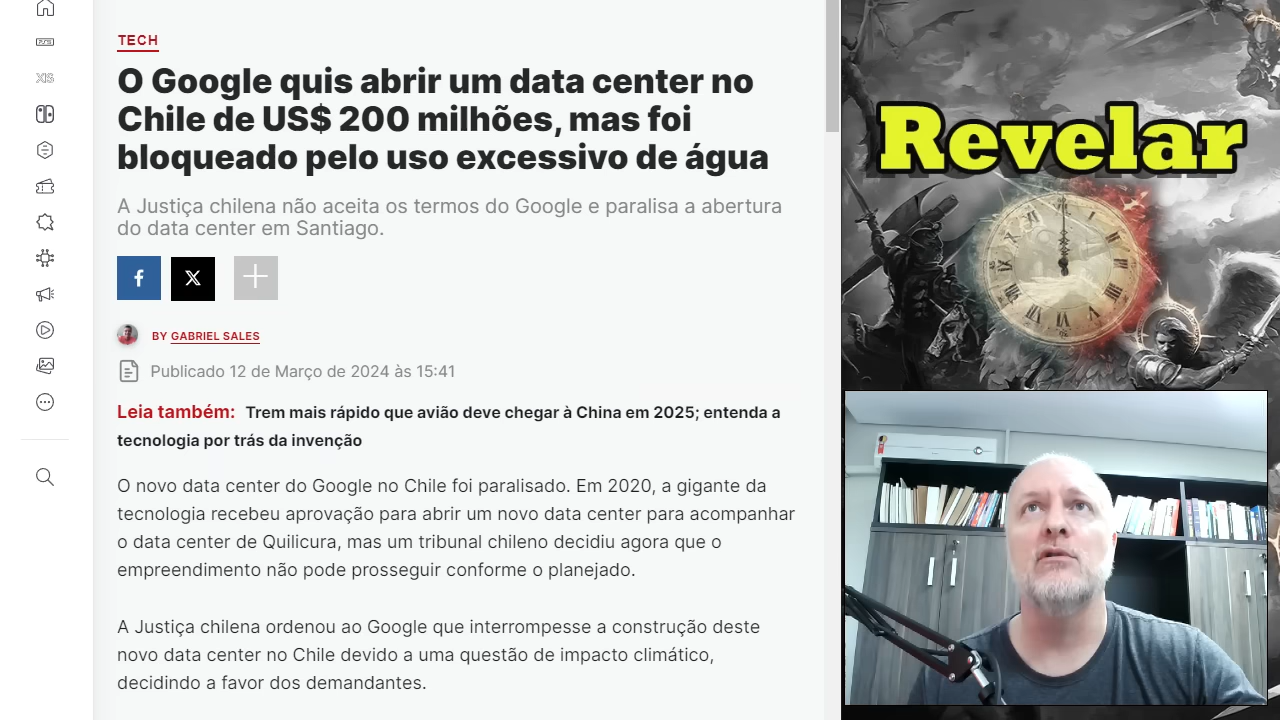 TECH
O Google quis abrir um data center no
Chile de US$ 200 milhões, mas foi
bloqueado pelo uso excessivo de água
A Justiça chilena não aceita os termos do Google e paralisa a abertura
do data center em Santiago.
BY GABRIEL SALES
Publicado 12 de Março de 2024 às 15:41
Leia também: Trem mais rápido que avião deve chegar à China em 2025; entenda a
tecnologia por trás da invenção
O novo data center do Google no Chile foi paralisado. Em 2020, a gigante da
tecnologia recebeu aprovação para abrir um novo data center para acompanhar
o data center de Quilicura, mas um tribunal chileno decidiu agora que o
empreendimento não pode prosseguir conforme o planejado.
A Justiça chilena ordenou ao Google que interrompesse a construção deste
novo data center no Chile devido a uma questão de impacto climático,
decidindo a favor dos demandantes.
Revelar